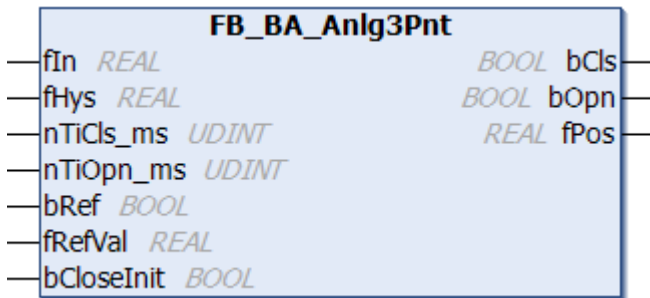 FB_BA_Anlg3Pnt
fIn REAL BOOL bCls
fHys REAL BOOL bOpn
nTiCls_ms UDINT REAL fPos
nTiOpn_ms UDINT
bRef BOOL
fRefVal REAL
bCloseInit BOOL